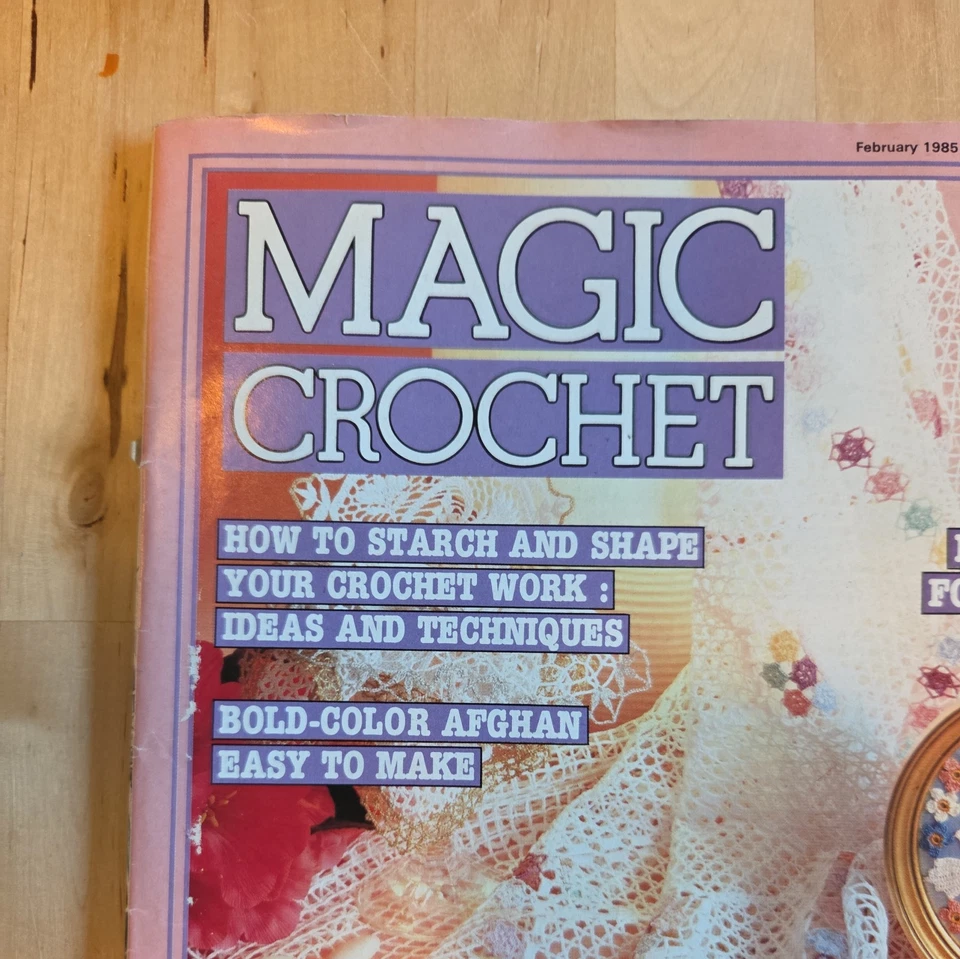 February 1985
MAGIC
CROCHET
HOW TO STARCH AND SHAPE
YOUR CROCHET WORK :
IDEAS AND TECHNIQUES
BOLD-COLOR AFGHAN
EASY TO MAKE